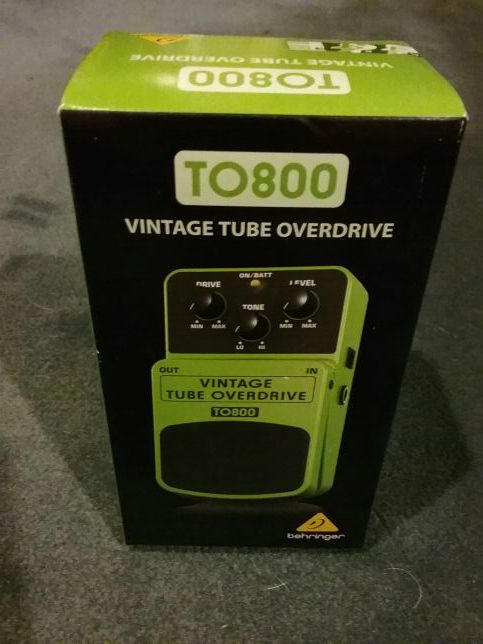 VINTAGE TUBE OVERDRIVE
TO800
TO800
VINTAGE TUBE OVERDRIVE
ON/BATT
DRIVE
LEVEL
TONE
MIN MAX
MIN MAX
LO HI
OUT
IN
VINTAGE
TUBE OVERDRIVE
TO800
behringer